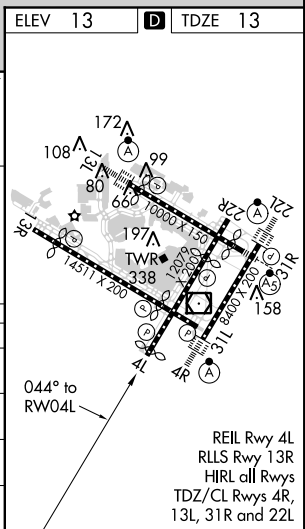 ELEV 13 D TDZE 13
172
108
99
13L
80
66
A
P
22L
22R
A
10000 X 150
13R
197
TWR
338
12079 X 200
31R
A5
158
14511 X 200
8400 X 200
P
31L
4L
4R
A
044° to
RW04L
REIL Rwy 4L
RLLS Rwy 13R
HIRL all Rwys
TDZ/CL Rwys 4R,
13L, 31R and 22L